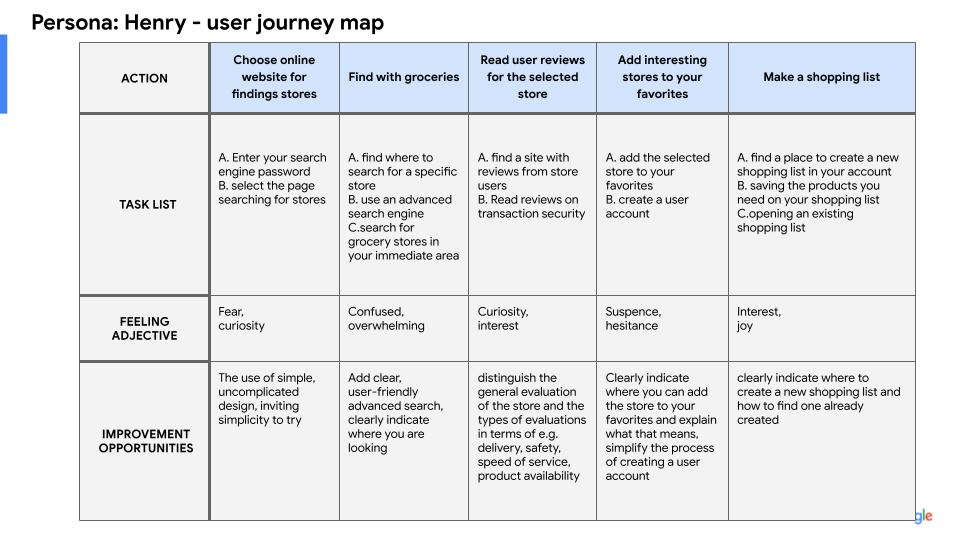 Persona: Henry - user journey map
ACTION
Choose online
website for
findings stores
Find with groceries
Read user reviews
for the selected
store
Add interesting
stores to your
favorites
Make a shopping list
TASK LIST
A. Enter your search
engine password
B. select the page
searching for stores
A. find where to
search for a specific
store
B. use an advanced
search engine
C.search for
grocery stores in
your immediate area
A. find a site with
reviews from store
users
B. Read reviews on
transaction security
A. add the selected
store to your
favorites
B. create a user
account
A. find a place to create a new
shopping list in your account
B. saving the products you
need on your shopping list
C.opening an existing
shopping list
FEELING
ADJECTIVE
Fear,
curiosity
Confused,
overwhelming
Curiosity,
interest
Suspence,
hesitance
Interest,
joy
IMPROVEMENT
OPPORTUNITIES
The use of simple,
uncomplicated
design, inviting
simplicity to try
Add clear,
user-friendly
advanced search,
clearly indicate
where you are
looking
distinguish the
general evaluation
of the store and the
types of evaluations
in terms of e.g.
delivery, safety,
speed of service,
product availability
Clearly indicate
where you can add
the store to your
favorites and explain
what that means,
simplify the process
of creating a user
account
clearly indicate where to
create a new shopping list and
how to find one already
created
gle